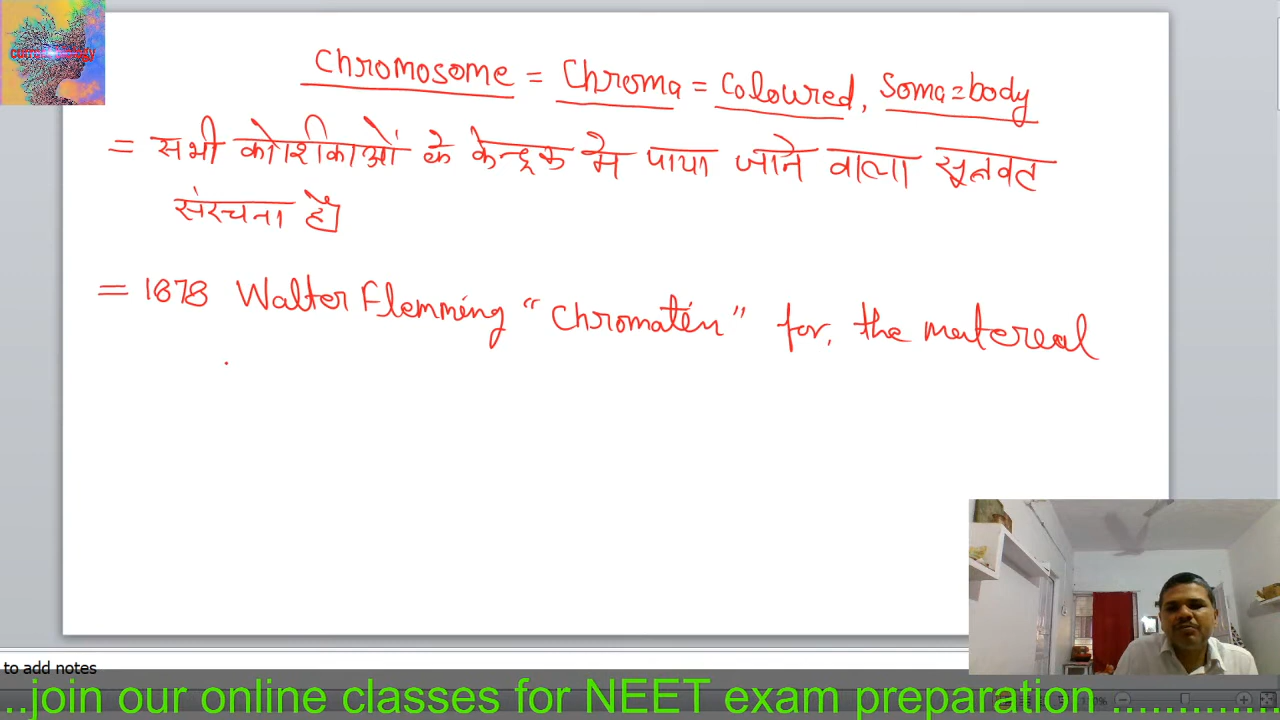 Chromosome = Chroma = Coloured, Soma = body
= सभी कोशिकाओं के केन्द्रक मे पाया जाने वाला सूत्रवत
संरचना है।
= 1878 Walter Flemming "Chromatin" for, the matereal
to add notes
..join our online classes for NEET exam preparation ..............